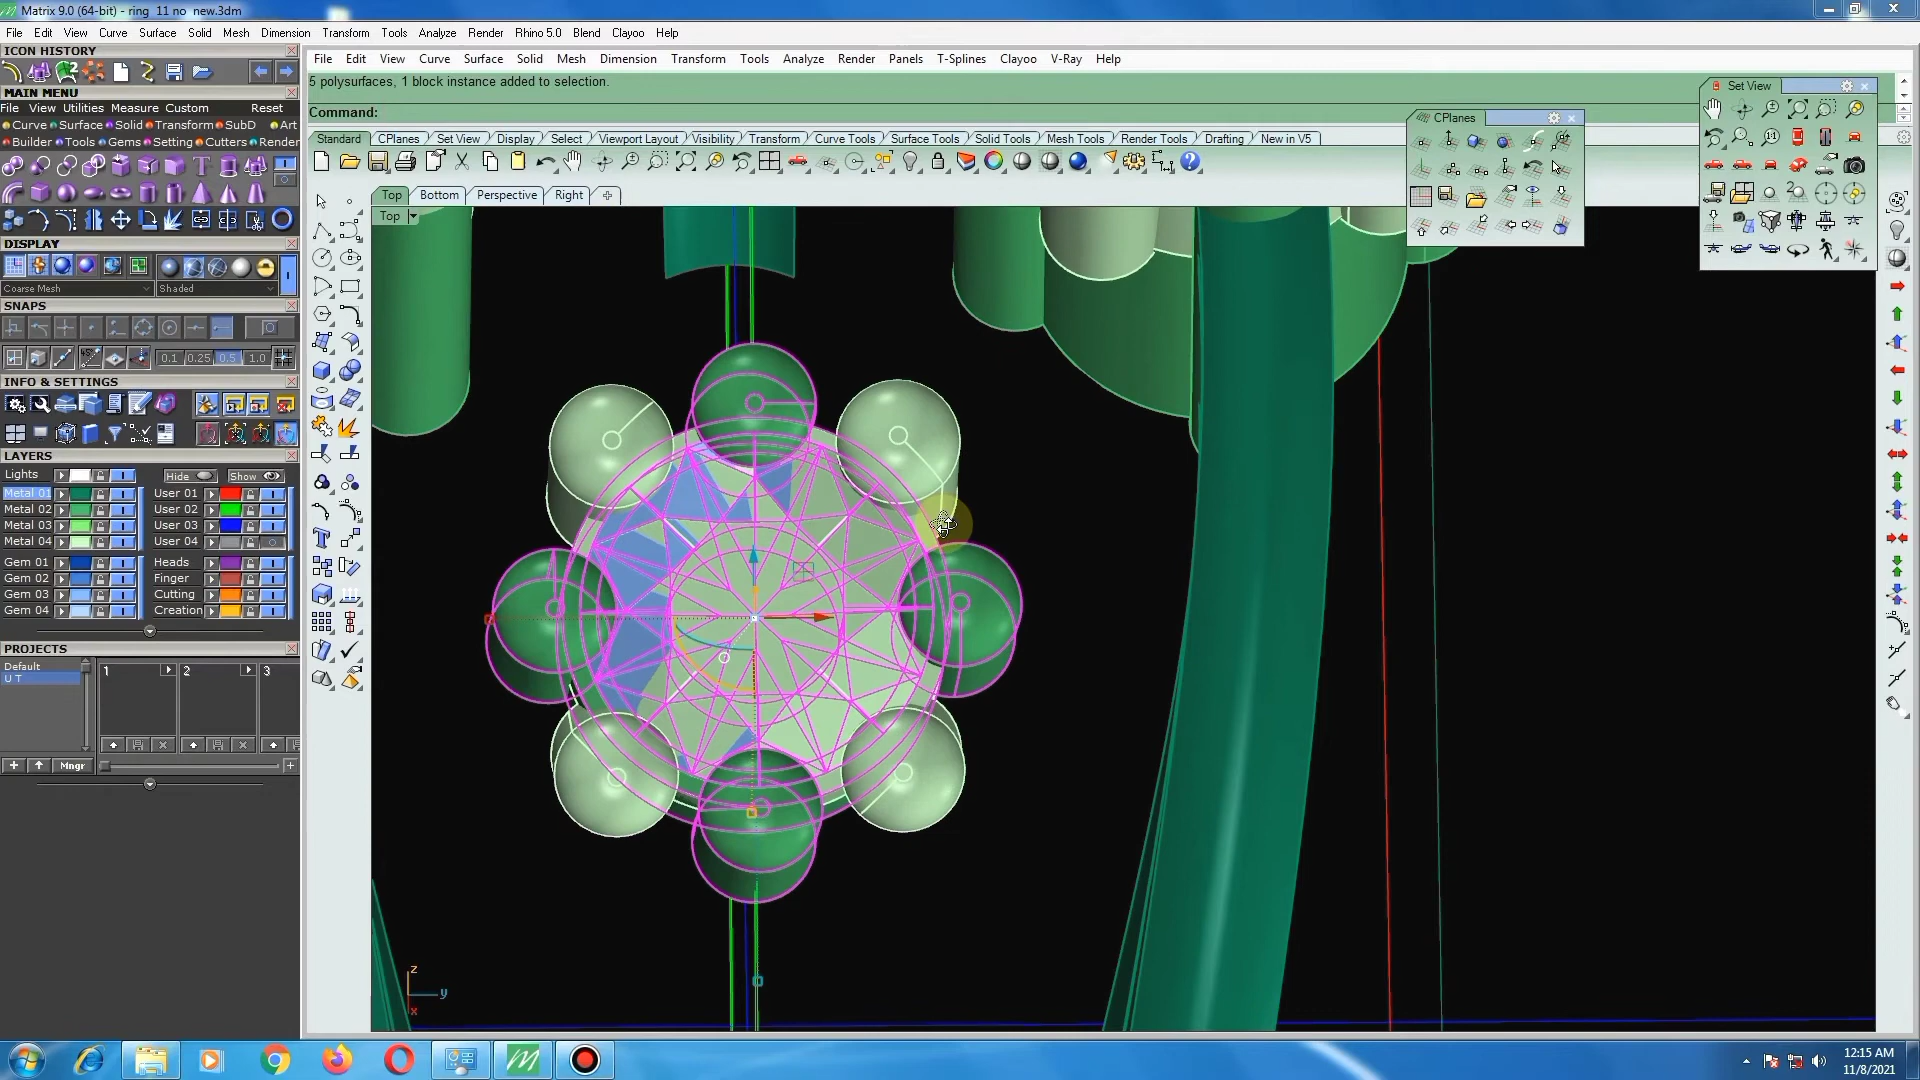 Matrix 9.0 (64-bit) - ring 11 no new.3dm
File Edit View Curve Surface Solid Mesh Dimension Transform Tools Analyze Render Rhino 5.0 Blend Clayoo Help
ICON HISTORY
MAIN MENU
File View Utilities Measure Custom Reset
Curve Surface Solid Transform SubD Art
Builder Tools Gems Setting Cutters Render
DISPLAY
Coarse Mesh Shaded
SNAPS
0.1 0.25 0.5 1.0
INFO & SETTINGS
LAYERS
Lights Hide Show
Metal 01 User 01
Metal 02 User 02
Metal 03 User 03
Metal 04 User 04
Gem 01 Heads
Gem 02 Finger
Gem 03 Cutting
Gem 04 Creation
PROJECTS
Default
U T
1 2 3
Mngr
File Edit View Curve Surface Solid Mesh Dimension Transform Tools Analyze Render Panels T-Splines Clayoo V-Ray Help
5 polysurfaces, 1 block instance added to selection.
Command:
Standard CPlanes Set View Display Select Viewport Layout Visibility Transform Curve Tools Surface Tools Solid Tools Mesh Tools Render Tools Drafting New in V5
Top Bottom Perspective Right
Top
CPlanes
Set View
z
y
x
12:15 AM
11/8/2021